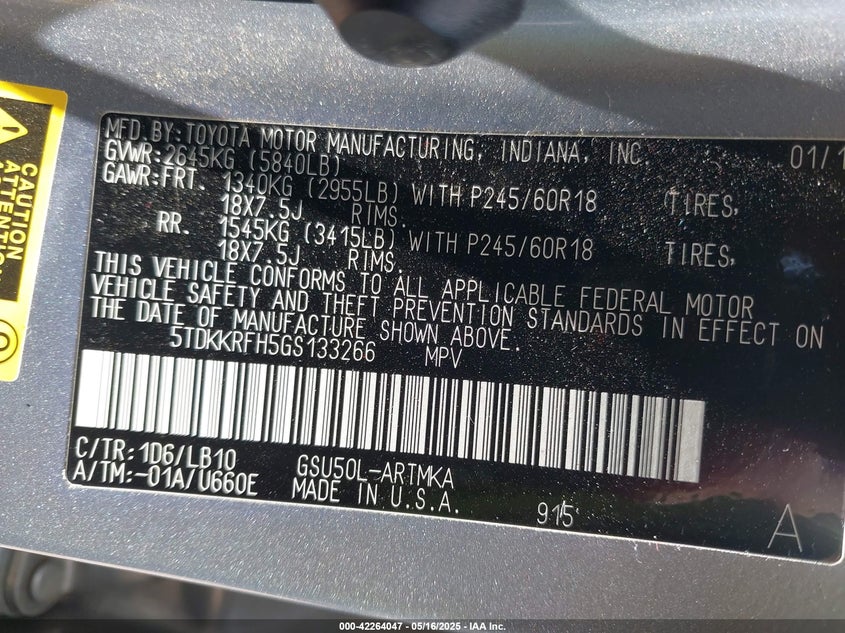 CAUTION
ATTENTION
MFD.BY:TOYOTA MOTOR MANUFACTURING, INDIANA, INC. 01/1
GVWR:2645KG (5840LB)
GAWR:FRT. 1340KG (2955LB) WITH P245/60R18 TIRES,
18X7.5J RIMS.
RR. 1545KG (3415LB) WITH P245/60R18 TIRES,
18X7.5J RIMS.
THIS VEHICLE CONFORMS TO ALL APPLICABLE FEDERAL MOTOR
VEHICLE SAFETY AND THEFT PREVENTION STANDARDS IN EFFECT ON
THE DATE OF MANUFACTURE SHOWN ABOVE.
5TDKKRFH5GS133266 MPV
C/TR:1D6/LB10 GSU50L-ARTMKA
A/TM:-01A/U660E MADE IN U.S.A. 915
A
000-42264047 - 05/16/2025 - IAA Inc.